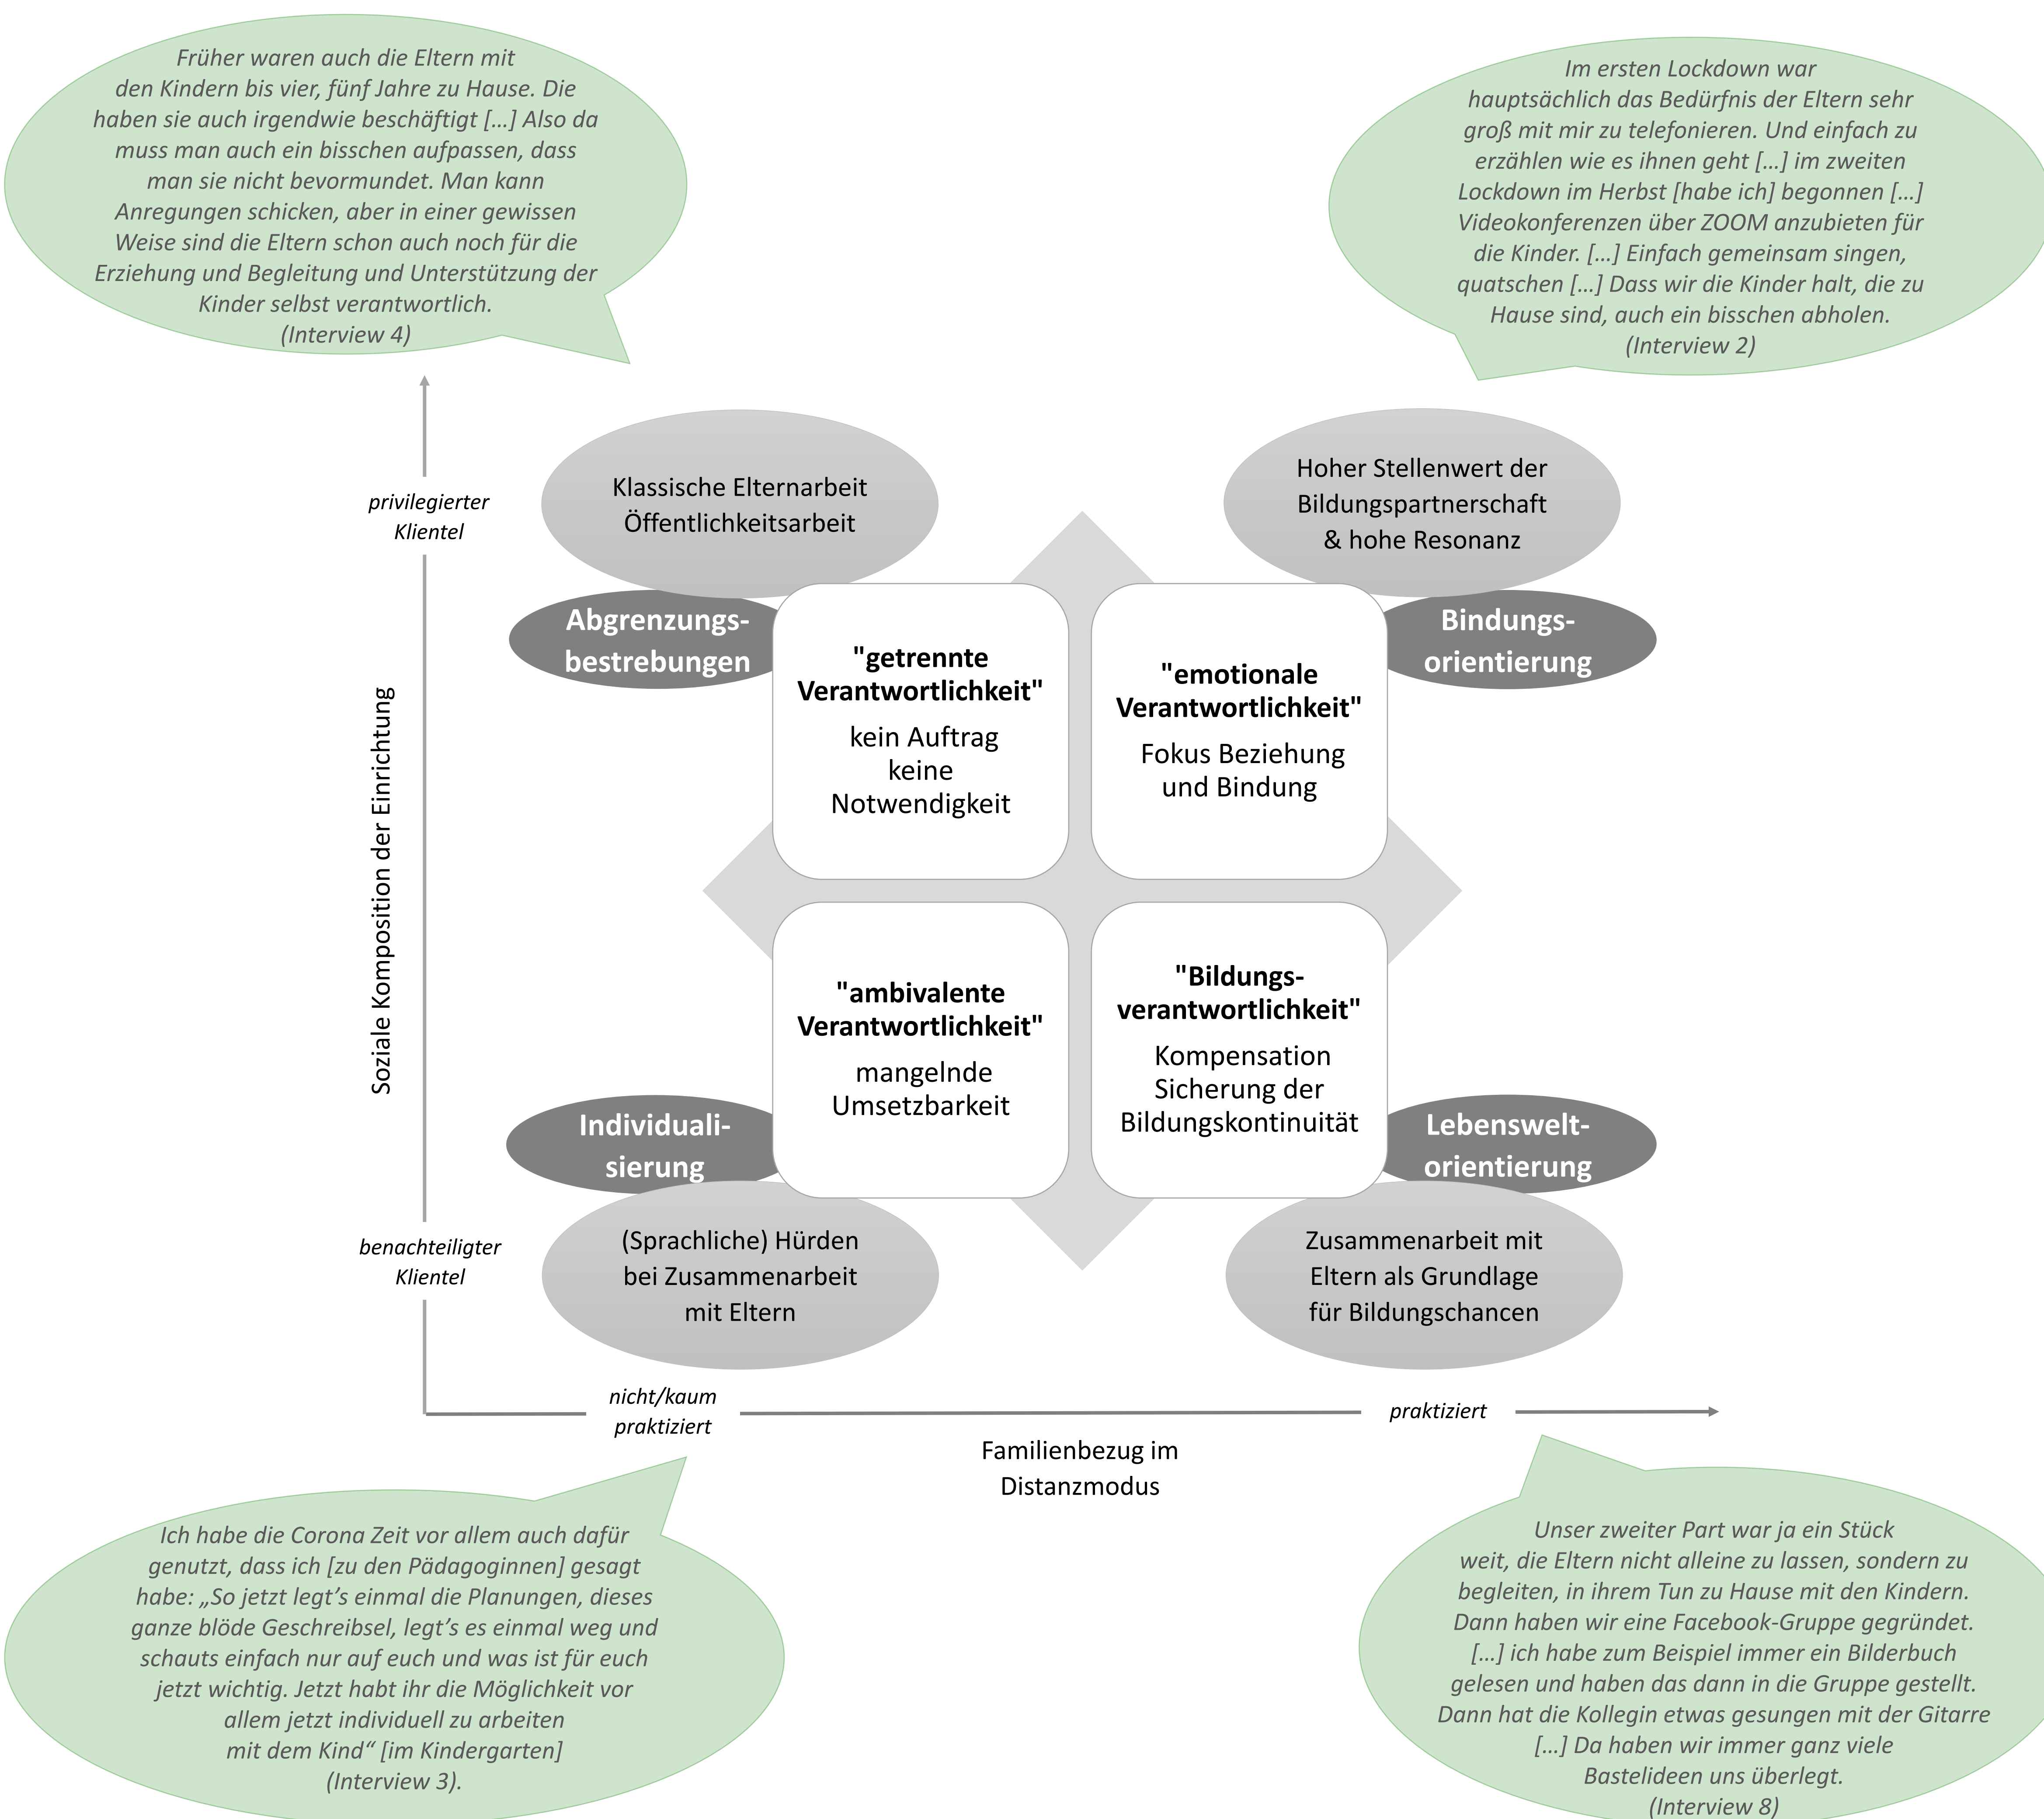 Früher waren auch die Eltern mit
den Kindern bis vier, fünf Jahre zu Hause. Die
haben sie auch irgendwie beschäftigt […] Also da
muss man auch ein bisschen aufpassen, dass
man sie nicht bevormundet. Man kann
Anregungen schicken, aber in einer gewissen
Weise sind die Eltern schon auch noch für die
Erziehung und Begleitung und Unterstützung der
Kinder selbst verantwortlich.
(Interview 4)
Im ersten Lockdown war
hauptsächlich das Bedürfnis der Eltern sehr
groß mit mir zu telefonieren. Und einfach zu
erzählen wie es ihnen geht […] im zweiten
Lockdown im Herbst [habe ich] begonnen […]
Videokonferenzen über ZOOM anzubieten für
die Kinder. […] Einfach gemeinsam singen,
quatschen […] Dass wir die Kinder halt, die zu
Hause sind, auch ein bisschen abholen.
(Interview 2)
Soziale Komposition der Einrichtung
privilegierter
Klientel
Klassische Elternarbeit
Öffentlichkeitsarbeit
Hoher Stellenwert der
Bildungspartnerschaft
& hohe Resonanz
Abgrenzungs-
bestrebungen
"getrennte
Verantwortlichkeit"
kein Auftrag
keine
Notwendigkeit
"emotionale
Verantwortlichkeit"
Fokus Beziehung
und Bindung
Bindungs-
orientierung
"ambivalente
Verantwortlichkeit"
mangelnde
Umsetzbarkeit
"Bildungs-
verantwortlichkeit"
Kompensation
Sicherung der
Bildungskontinuität
Individuali-
sierung
Lebenswelt-
orientierung
benachteiligter
Klientel
(Sprachliche) Hürden
bei Zusammenarbeit
mit Eltern
Zusammenarbeit mit
Eltern als Grundlage
für Bildungschancen
nicht/kaum
praktiziert
praktiziert
Familienbezug im
Distanzmodus
Ich habe die Corona Zeit vor allem auch dafür
genutzt, dass ich [zu den Pädagoginnen] gesagt
habe: „So jetzt legt’s einmal die Planungen, dieses
ganze blöde Geschreibsel, legt’s es einmal weg und
schauts einfach nur auf euch und was ist für euch
jetzt wichtig. Jetzt habt ihr die Möglichkeit vor
allem jetzt individuell zu arbeiten
mit dem Kind“ [im Kindergarten]
(Interview 3).
Unser zweiter Part war ja ein Stück
weit, die Eltern nicht alleine zu lassen, sondern zu
begleiten, in ihrem Tun zu Hause mit den Kindern.
Dann haben wir eine Facebook-Gruppe gegründet.
[…] ich habe zum Beispiel immer ein Bilderbuch
gelesen und haben das dann in die Gruppe gestellt.
Dann hat die Kollegin etwas gesungen mit der Gitarre
[…] Da haben wir immer ganz viele
Bastelideen uns überlegt.
(Interview 8)